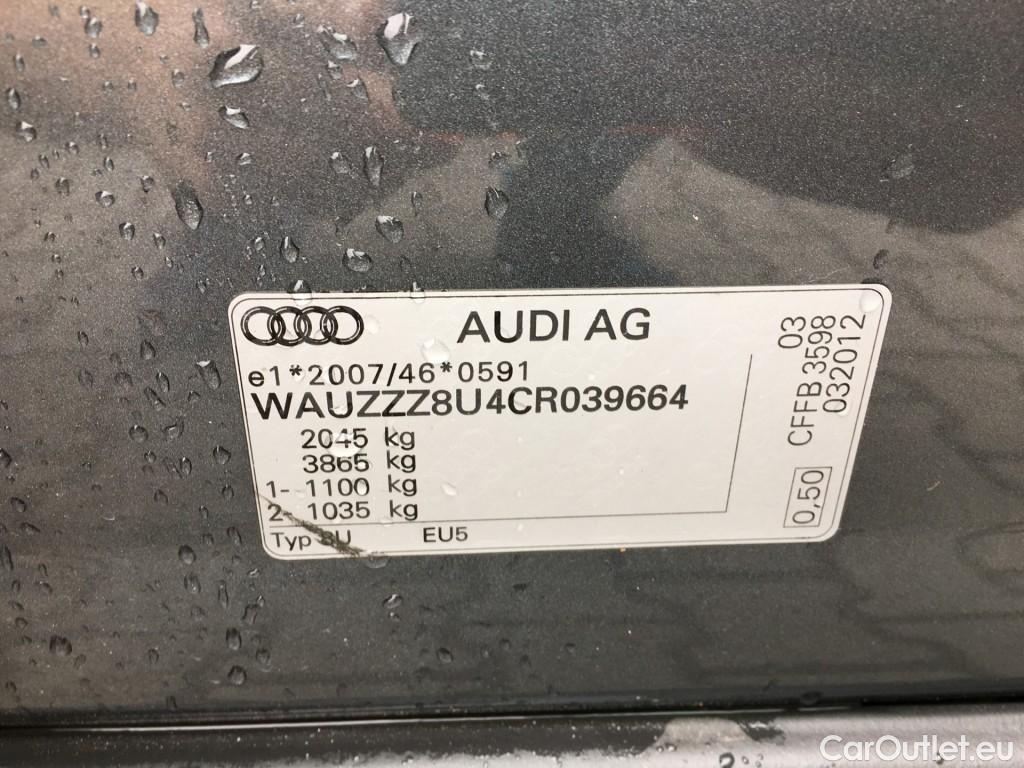 AUDI AG
e1*2007/46*0591
WAUZZZ8U4CR039664
2045 kg
3865 kg
1- 1100 kg
2- 1035 kg
Typ 8U EU5
03
CFFB 3598
032012
0,50
CarOutlet.eu